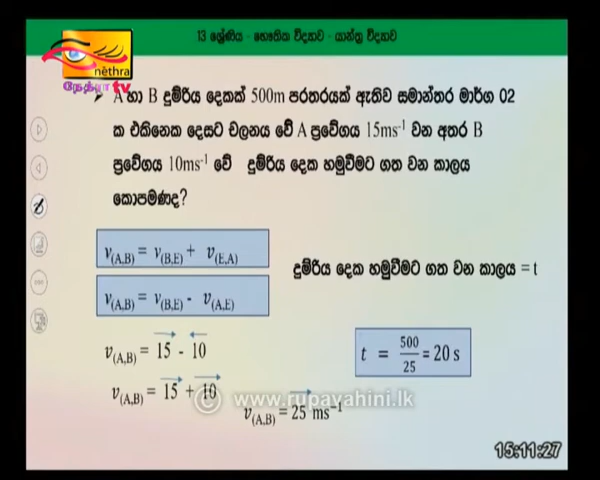 13 ශ්‍රේණිය - භෞතික විද්‍යාව - යාන්ත්‍ර විද්‍යාව
nethra
நேத்ரா tv
➤ A හා B දුම්රිය දෙකක් 500m පරතරයක් ඇතිව සමාන්තර මාර්ග 02
ක එකිනෙක දෙසට චලනය වේ A ප්‍රවේගය 15ms⁻¹ වන අතර B
ප්‍රවේගය 10ms⁻¹ වේ දුම්රිය දෙක හමුවීමට ගත වන කාලය
කොපමණද?
v(A,B) = v(B,E) + v(E,A)
දුම්රිය දෙක හමුවීමට ගත වන කාලය = t
v(A,B) = v(B,E) - v(A,E)
v(A,B) = 15 - 10
t = 500/25 = 20 s
v(A,B) = 15 + 10
© www.rupavahini.lk
v(A,B) = 25 ms⁻¹
15:11:27